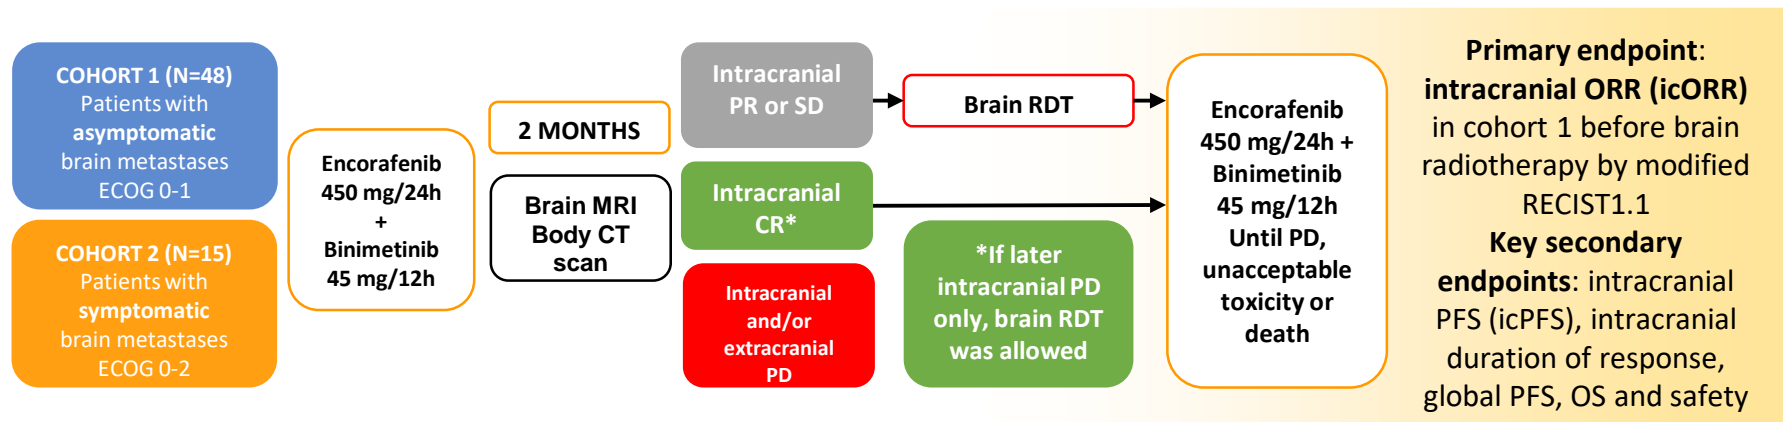 COHORT 1 (N=48)
Patients with
asymptomatic
brain metastases
ECOG 0-1
COHORT 2 (N=15)
Patients with
symptomatic
brain metastases
ECOG 0-2
Encorafenib
450 mg/24h
+
Binimetinib
45 mg/12h
2 MONTHS
Brain MRI
Body CT
scan
Intracranial
PR or SD
Intracranial
CR*
Intracranial
and/or
extracranial
PD
Brain RDT
*If later
intracranial PD
only, brain RDT
was allowed
Encorafenib
450 mg/24h +
Binimetinib
45 mg/12h
Until PD,
unacceptable
toxicity or
death
Primary endpoint:
intracranial ORR (icORR)
in cohort 1 before brain
radiotherapy by modified
RECIST1.1
Key secondary
endpoints: intracranial
PFS (icPFS), intracranial
duration of response,
global PFS, OS and safety